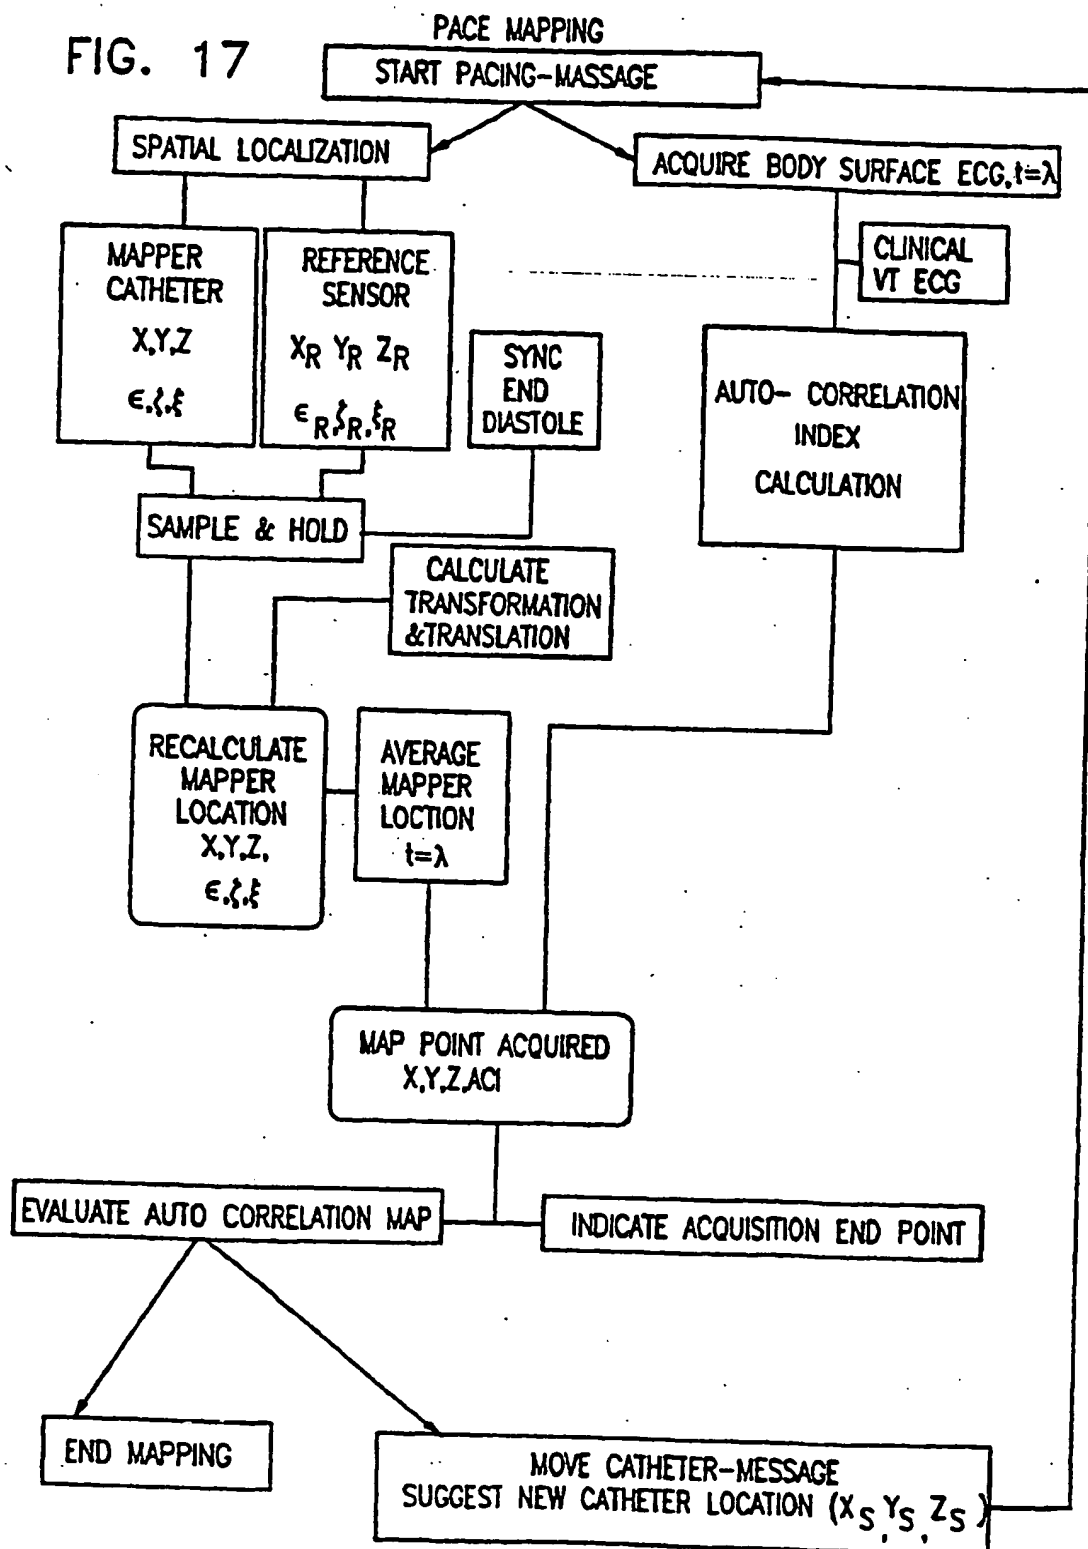 FIG. 17
PACE MAPPING
START PACING-MASSAGE
SPATIAL LOCALIZATION
ACQUIRE BODY SURFACE ECG, t=λ
MAPPER
CATHETER
X,Y,Z
ϵ,ζ,ξ
REFERENCE
SENSOR
XR YR ZR
ϵR,ζR,ξR
CLINICAL
VT ECG
SYNC
END
DIASTOLE
AUTO- CORRELATION
INDEX
CALCULATION
SAMPLE & HOLD
CALCULATE
TRANSFORMATION
&TRANSLATION
RECALCULATE
MAPPER
LOCATION
X,Y,Z,
ϵ,ζ,ξ
AVERAGE
MAPPER
LOCTION
t=λ
MAP POINT ACQUIRED
X,Y,Z,ACI
EVALUATE AUTO CORRELATION MAP
INDICATE ACQUISITION END POINT
END MAPPING
MOVE CATHETER-MESSAGE
SUGGEST NEW CATHETER LOCATION (XS, YS, ZS )